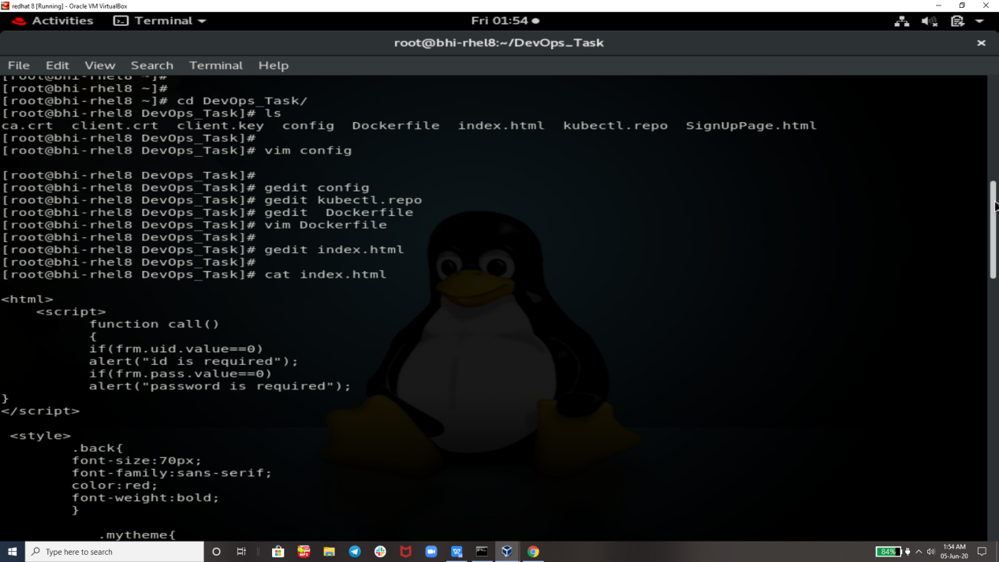 redhat 8 [Running] - Oracle VM VirtualBox
Activities Terminal Fri 01:54
root@bhi-rhel8:~/DevOps_Task
File Edit View Search Terminal Help
[root@bhi-rhel8 ~]#
[root@bhi-rhel8 ~]#
[root@bhi-rhel8 ~]# cd DevOps_Task/
[root@bhi-rhel8 DevOps_Task]# ls
ca.crt client.crt client.key config Dockerfile index.html kubectl.repo SignUpPage.html
[root@bhi-rhel8 DevOps_Task]#
[root@bhi-rhel8 DevOps_Task]# vim config
[root@bhi-rhel8 DevOps_Task]#
[root@bhi-rhel8 DevOps_Task]# gedit config
[root@bhi-rhel8 DevOps_Task]# gedit kubectl.repo
[root@bhi-rhel8 DevOps_Task]# gedit  Dockerfile
[root@bhi-rhel8 DevOps_Task]# vim Dockerfile
[root@bhi-rhel8 DevOps_Task]#
[root@bhi-rhel8 DevOps_Task]# gedit index.html
[root@bhi-rhel8 DevOps_Task]#
[root@bhi-rhel8 DevOps_Task]# cat index.html
<html>
<script>
function call()
{
if(frm.uid.value==0)
alert("id is required");
if(frm.pass.value==0)
alert("password is required");
}
</script>
<style>
.back{
font-size:70px;
font-family:sans-serif;
color:red;
font-weight:bold;
}
.mytheme{
Type here to search
84%
1:54 AM
05-Jun-20